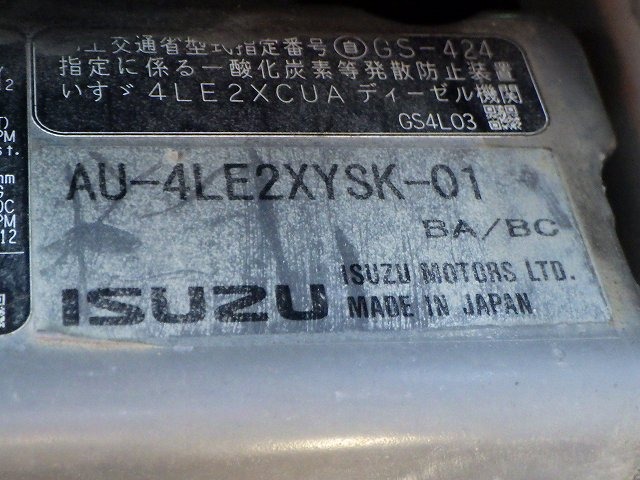 土交通省型式指定番号 自 GS-424
指定に係る一酸化炭素等発散防止装置
いすゞ 4LE2XCUA ディーゼル機関
GS4L03
AU-4LE2XYSK-01
BA/BC
ISUZU
ISUZU MOTORS LTD.
MADE IN JAPAN